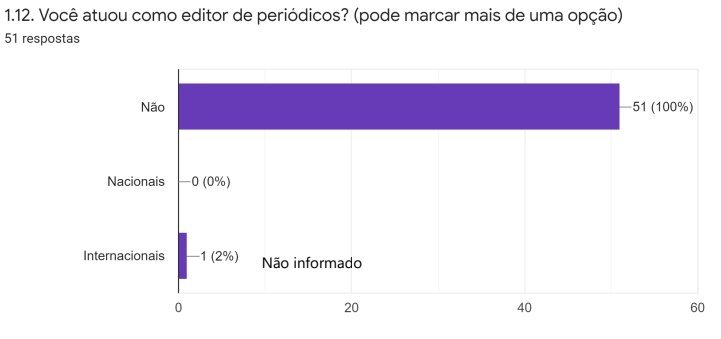 1.12. Você atuou como editor de periódicos? (pode marcar mais de uma opção)
51 respostas
Não
51 (100%)
Nacionais
0 (0%)
Internacionais
1 (2%)
Não informado
0
20
40
60